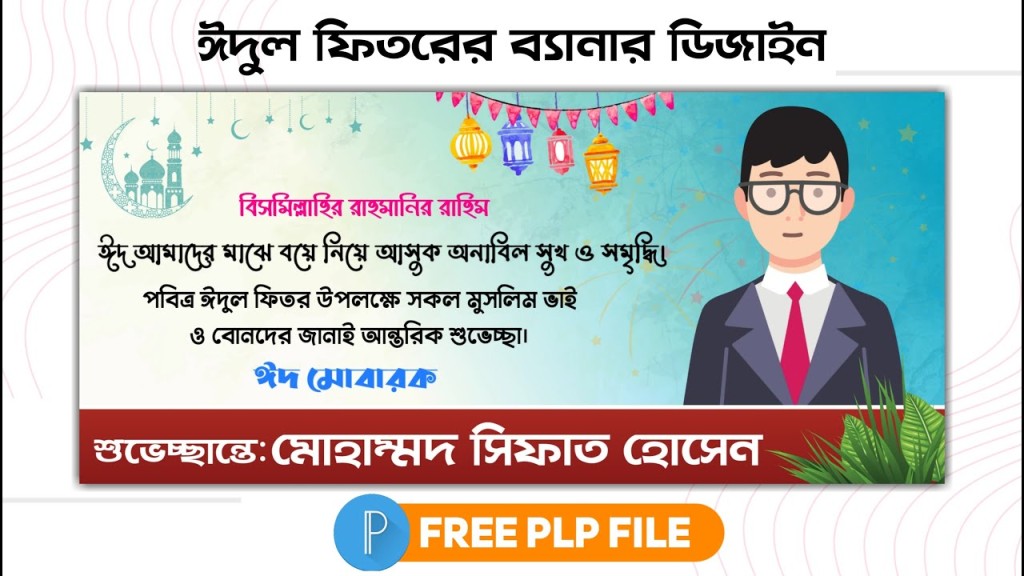 ঈদুল ফিতরের ব্যানার ডিজাইন
বিসমিল্লাহির রাহমানির রাহিম
ঈদ আমাদের মাঝে বয়ে নিয়ে আসুক অনাবিল সুখ ও সমৃদ্ধি।
পবিত্র ঈদুল ফিতর উপলক্ষে সকল মুসলিম ভাই
ও বোনদের জানাই আন্তরিক শুভেচ্ছা।
ঈদ মোবারক
শুভেচ্ছান্তে: মোহাম্মদ সিফাত হোসেন
FREE PLP FILE